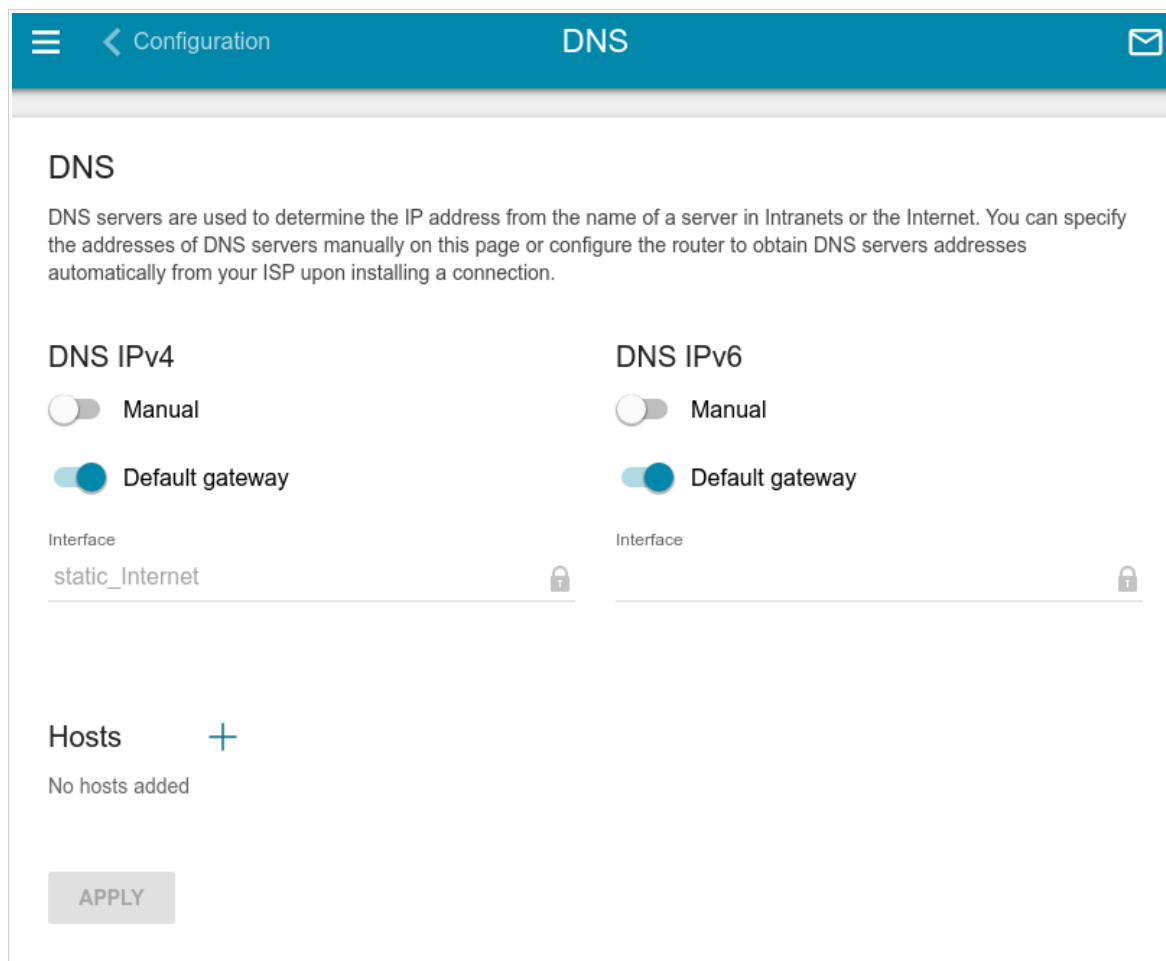 Configuration
DNS
DNS
DNS servers are used to determine the IP address from the name of a server in Intranets or the Internet. You can specify
the addresses of DNS servers manually on this page or configure the router to obtain DNS servers addresses
automatically from your ISP upon installing a connection.
DNS IPv4
Manual
Default gateway
Interface
static_Internet
DNS IPv6
Manual
Default gateway
Interface
Hosts
No hosts added
APPLY